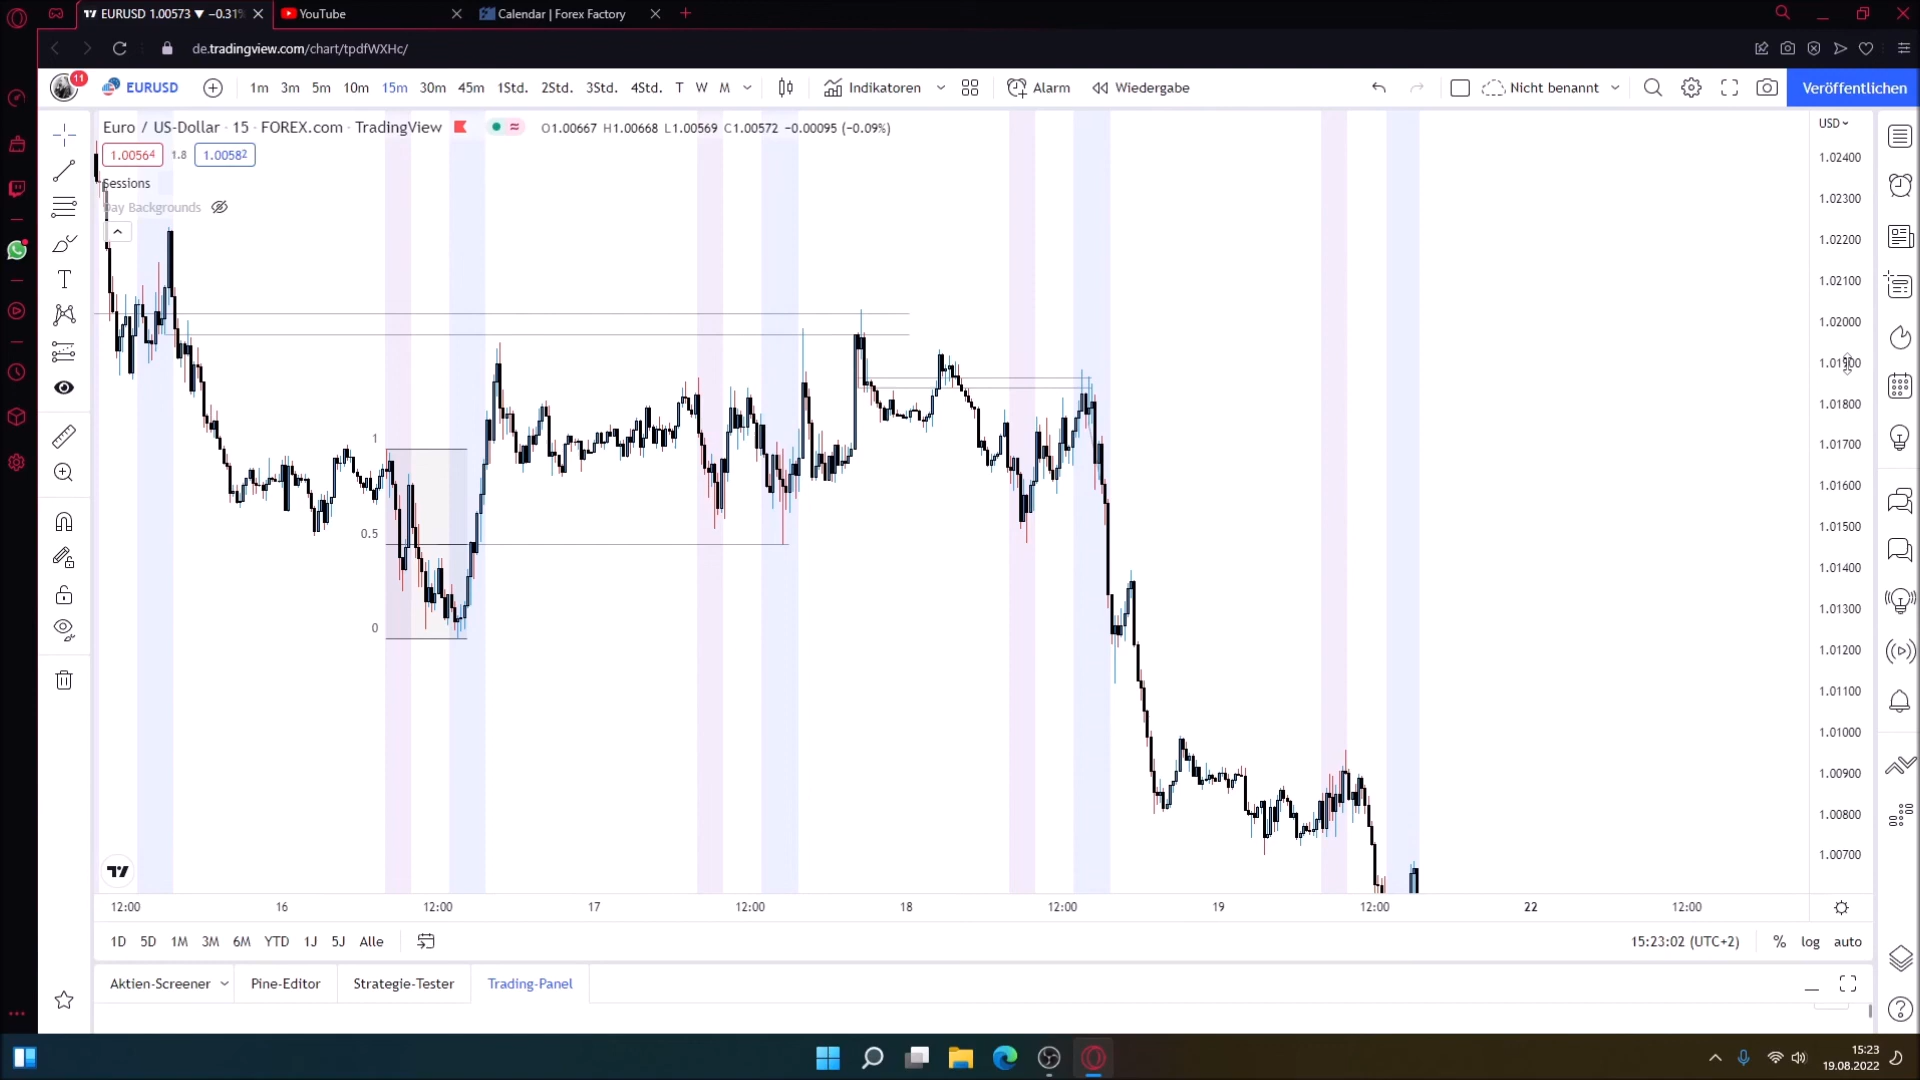 EURUSD 1.00573 ▼ −0.31%
YouTube
Calendar | Forex Factory
de.tradingview.com/chart/tpdfWXHc/
11
EURUSD
1m 3m 5m 10m 15m 30m 45m 1Std. 2Std. 3Std. 4Std. T W M
Indikatoren
Alarm
Wiedergabe
Nicht benannt
Veröffentlichen
Euro / US-Dollar · 15 · FOREX.com · TradingView
O1.00667 H1.00668 L1.00569 C1.00572 −0.00095 (−0.09%)
USD
1.00564 1.8 1.00582
Sessions
Day Backgrounds
1.02400
1.02300
1.02200
1.02100
1.02000
1.01900
1.01800
1.01700
1.01600
1.01500
1.01400
1.01300
1.01200
1.01100
1.01000
1.00900
1.00800
1.00700
1
0.5
0
12:00 16 12:00 17 12:00 18 12:00 19 12:00 22 12:00
1D 5D 1M 3M 6M YTD 1J 5J Alle
15:23:02 (UTC+2) % log auto
Aktien-Screener Pine-Editor Strategie-Tester Trading-Panel
15:23
19.08.2022